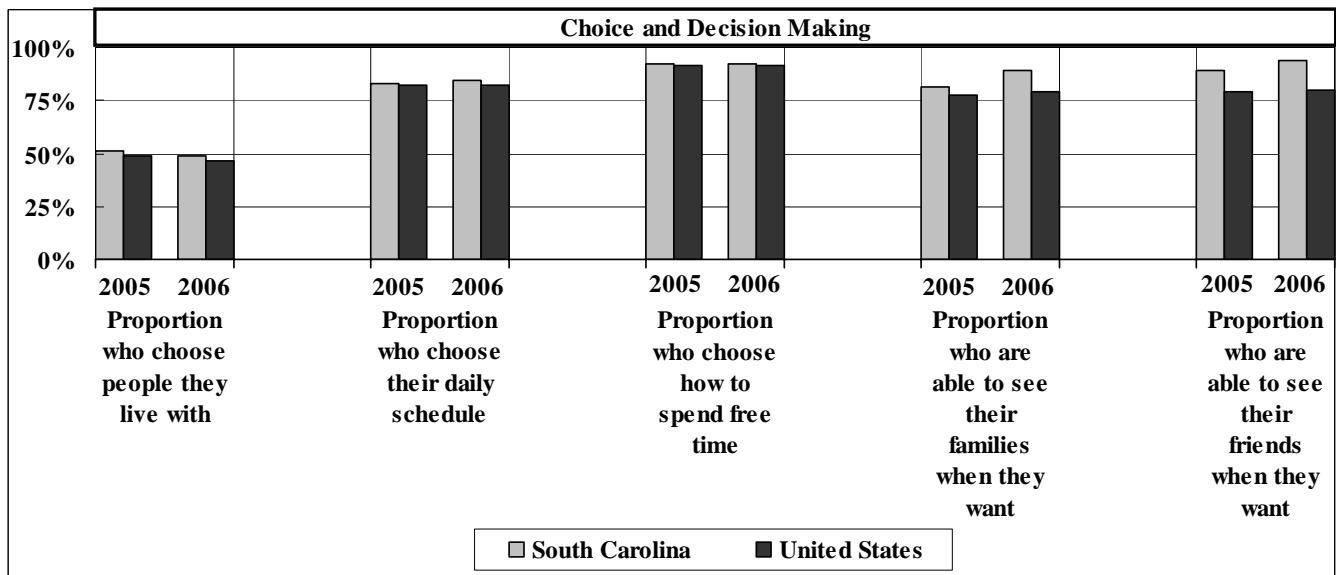 Choice and Decision Making
100%
75%
50%
25%
0%
2005 2006
Proportion
who choose
people they
live with
2005 2006
Proportion
who choose
their daily
schedule
2005 2006
Proportion
who choose
how to
spend free
time
2005 2006
Proportion
who are
able to see
their
families
when they
want
2005 2006
Proportion
who are
able to see
their
friends
when they
want
South Carolina United States